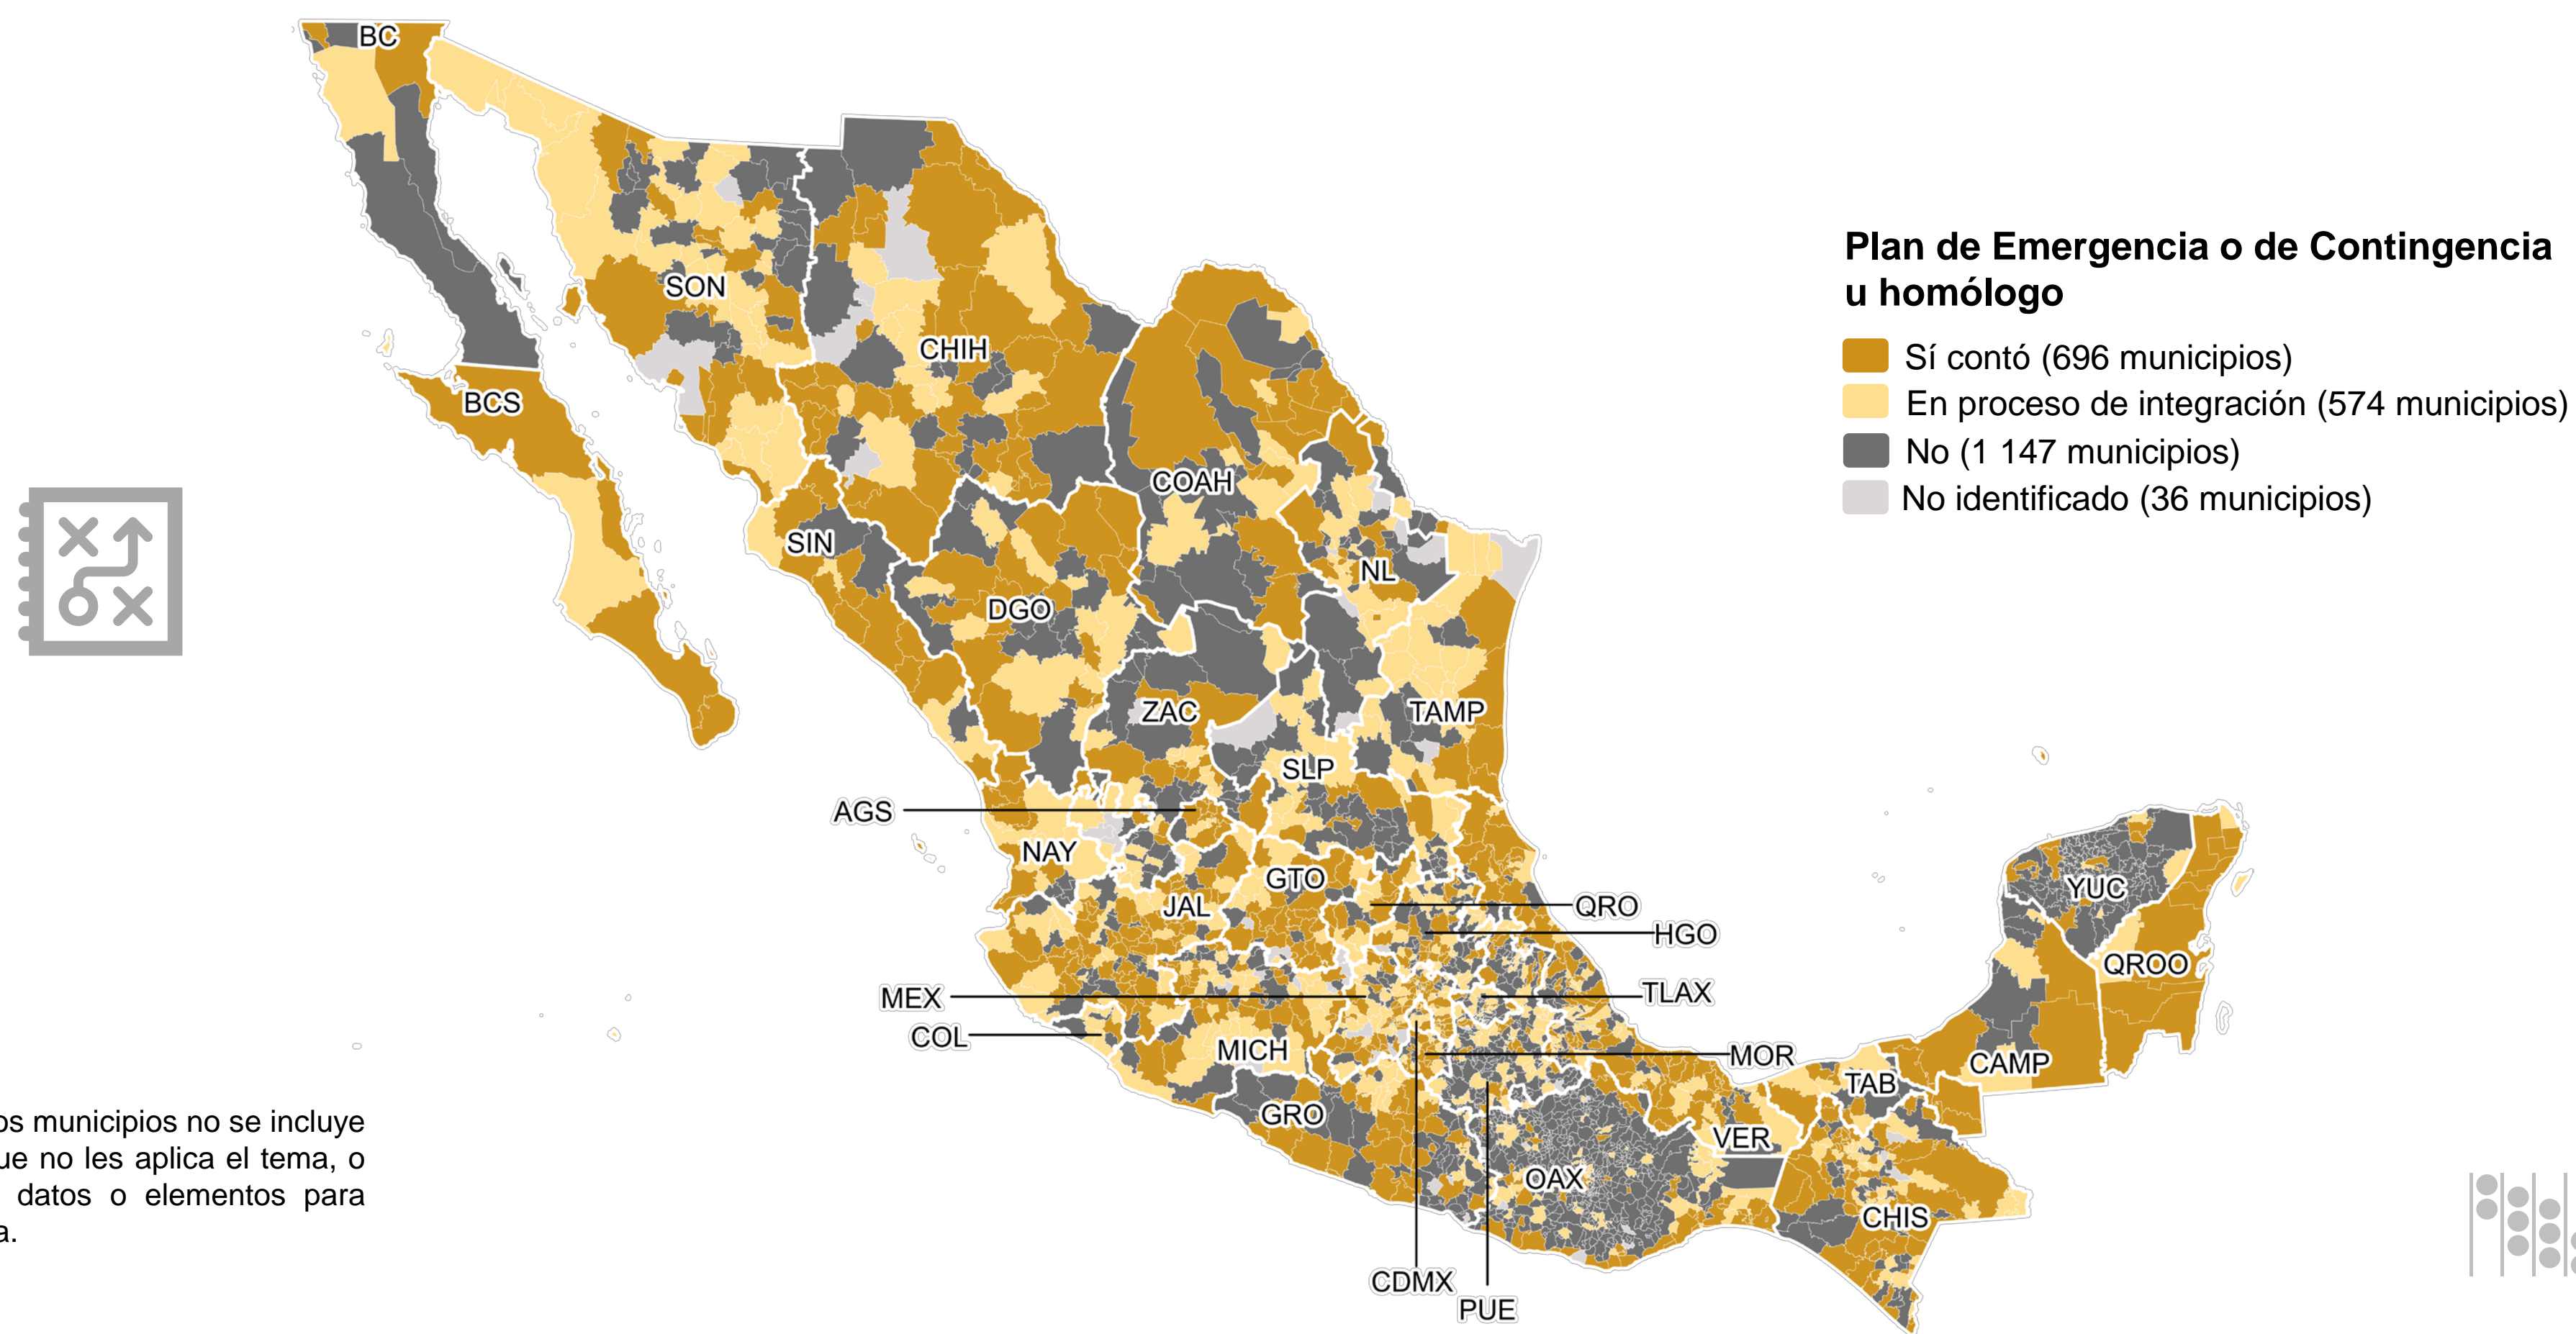 BC
SON
CHIH
BCS
COAH
SIN
NL
DGO
ZAC
TAMP
SLP
AGS
NAY
GTO
JAL
QRO
HGO
MEX
TLAX
COL
MICH
MOR
GRO
VER
OAX
CDMX
PUE
TAB
CHIS
CAMP
YUC
QROO
Plan de Emergencia o de Contingencia
u homólogo
Sí contó (696 municipios)
En proceso de integración (574 municipios)
No (1 147 municipios)
No identificado (36 municipios)
os municipios no se incluye
ue no les aplica el tema, o
datos o elementos para
a.